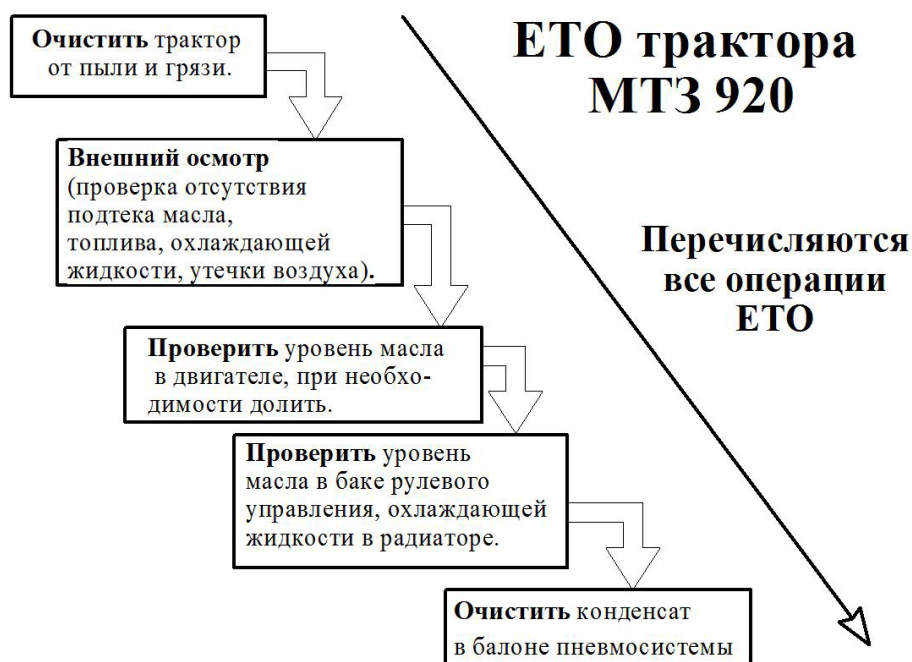 ЕТО трактора
МТЗ 920
Очистить трактор
от пыли и грязи.
Внешний осмотр
(проверка отсутствия
подтека масла,
топлива, охлаждающей
жидкости, утечки воздуха).
Перечисляются
все операции
ЕТО
Проверить уровень масла
в двигателе, при необхо-
димости долить.
Проверить уровень
масла в баке рулевого
управления, охлаждающей
жидкости в радиаторе.
Очистить конденсат
в балоне пневмосистемы